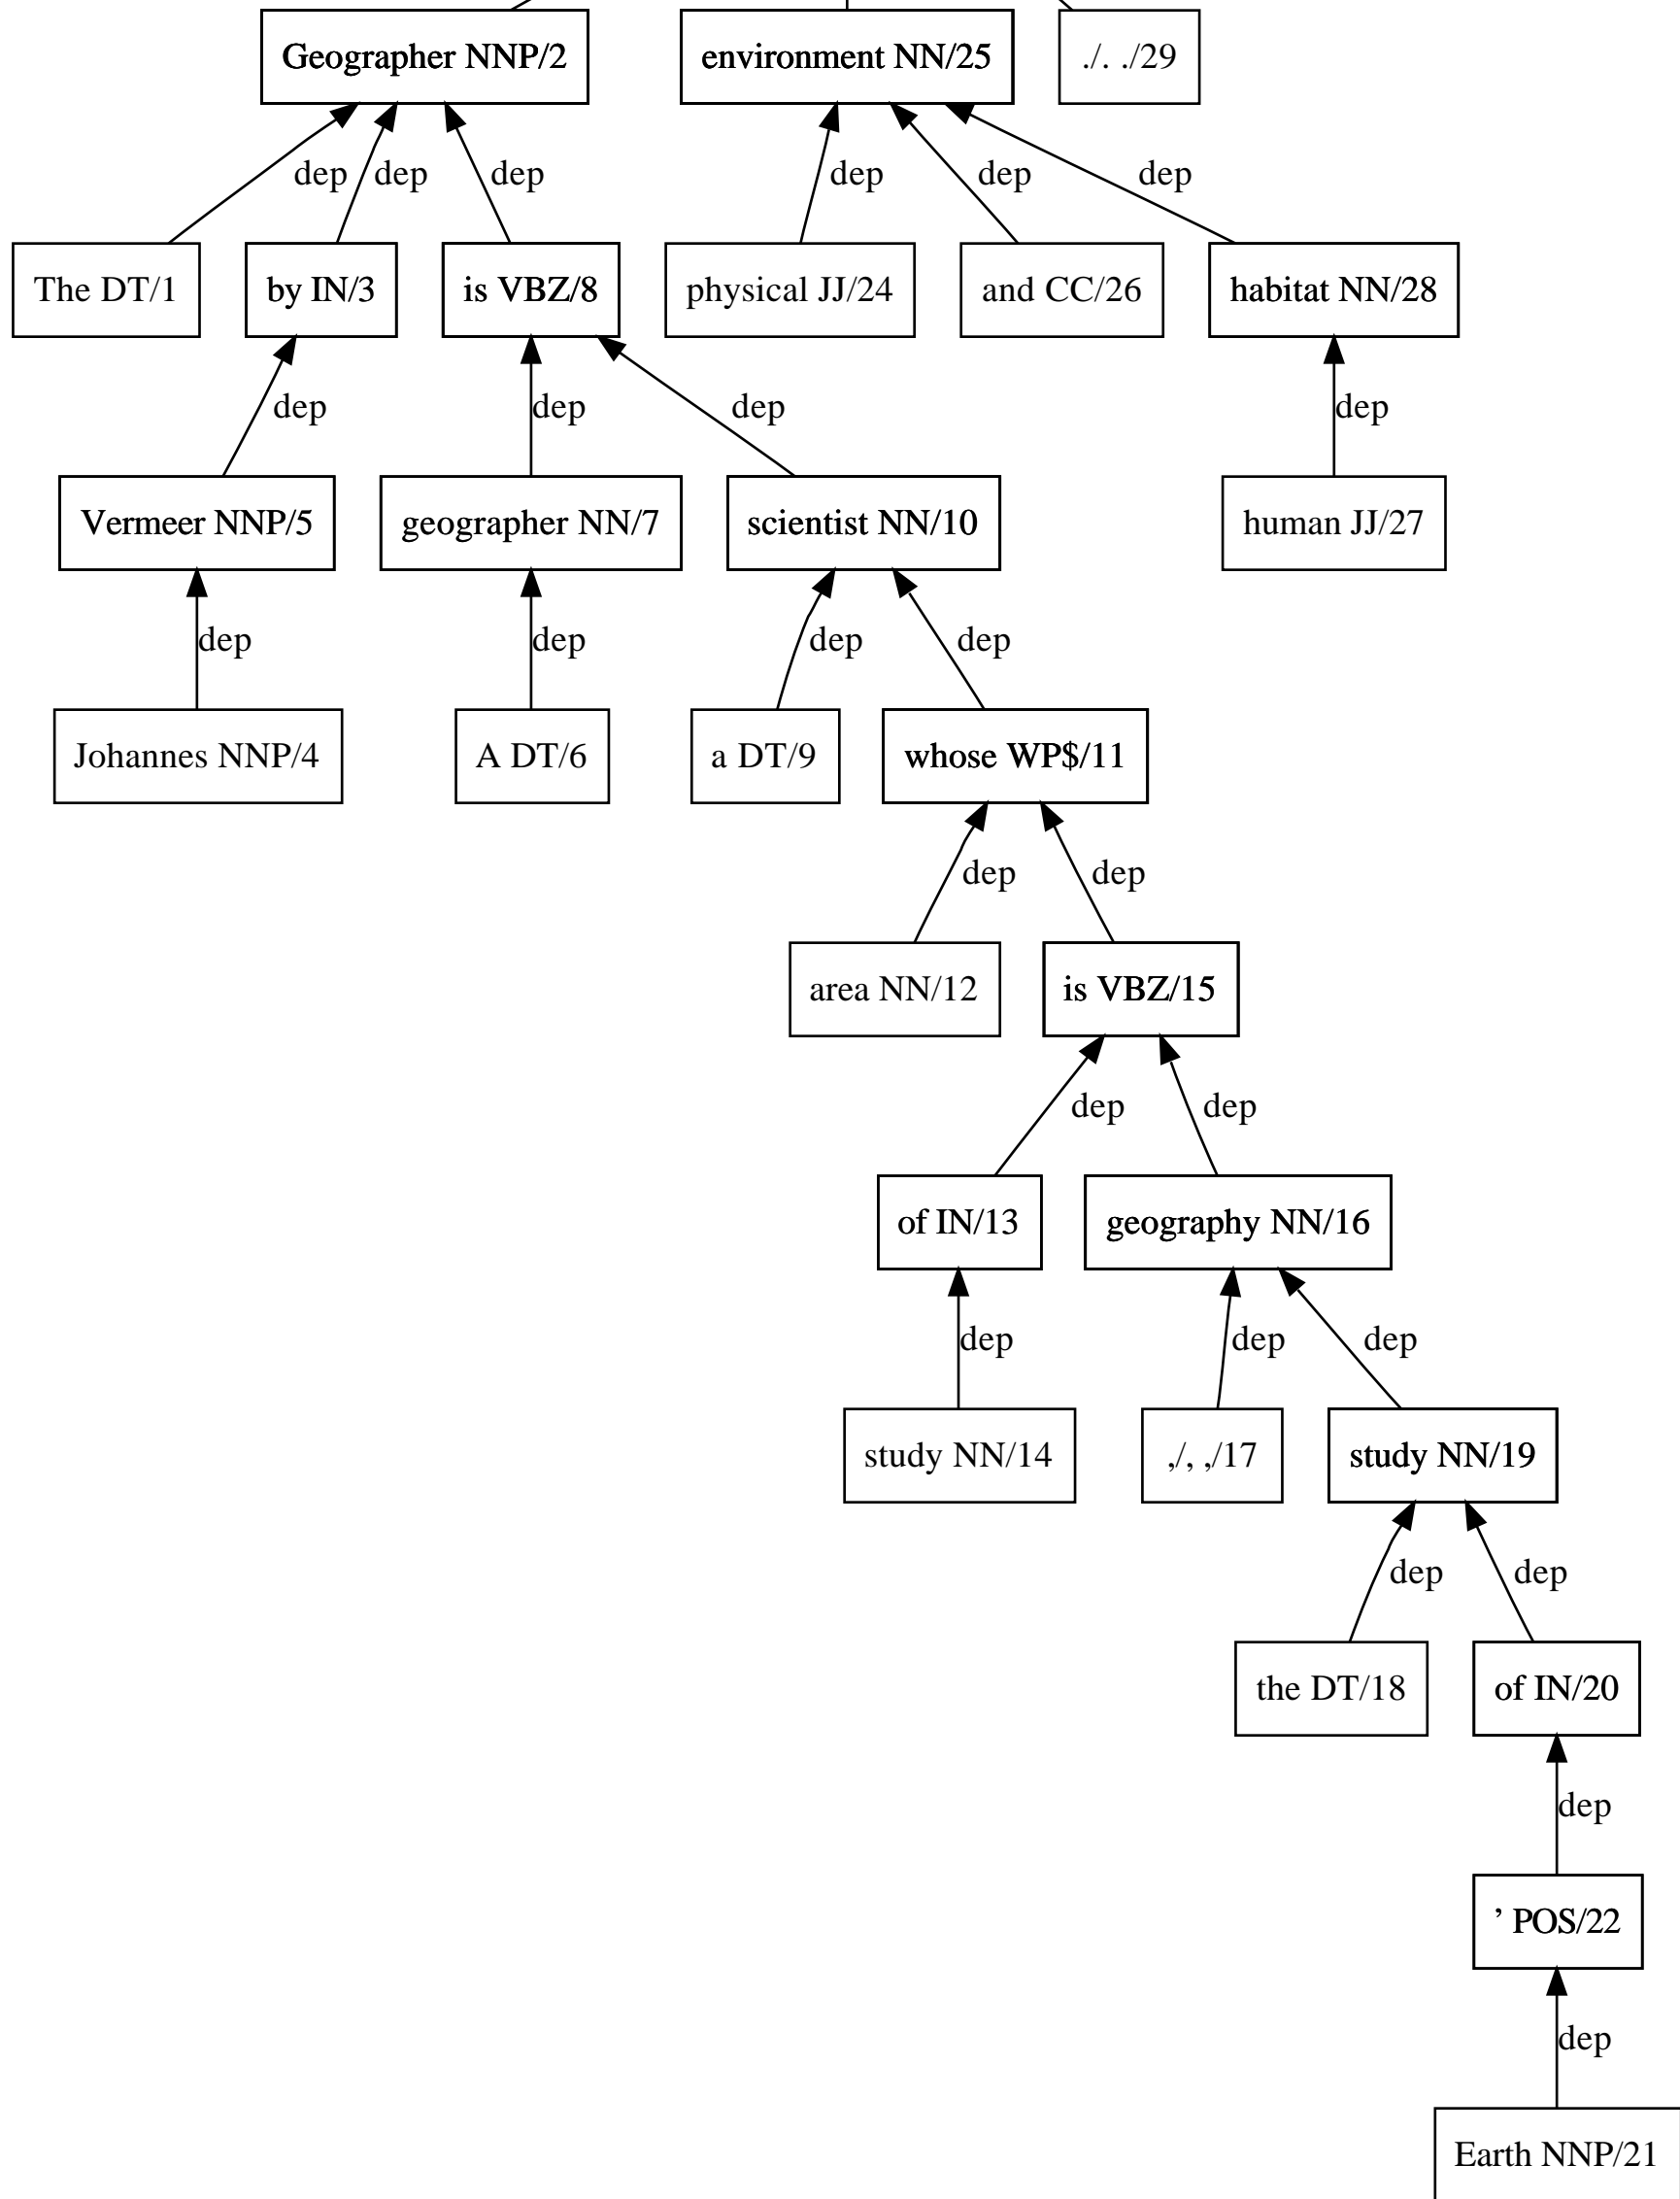 Geographer NNP/2 environment NN/25 ./. ./29
dep dep dep dep dep dep
The DT/1 by IN/3 is VBZ/8 physical JJ/24 and CC/26 habitat NN/28
dep dep dep dep
Vermeer NNP/5 geographer NN/7 scientist NN/10 human JJ/27
dep dep dep dep
Johannes NNP/4 A DT/6 a DT/9 whose WP$/11
dep dep
area NN/12 is VBZ/15
dep dep
of IN/13 geography NN/16
dep dep dep
study NN/14 ,/, ,/17 study NN/19
dep dep
the DT/18 of IN/20
dep
’ POS/22
dep
Earth NNP/21